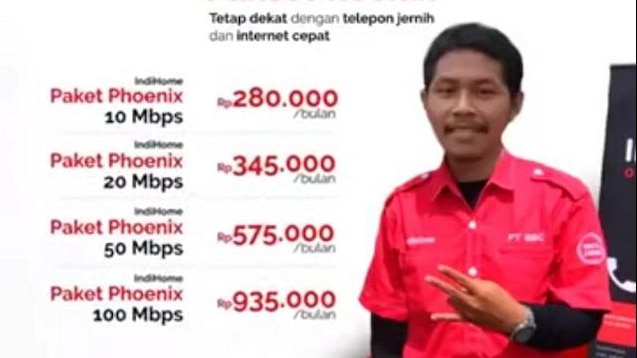 Tetap dekat dengan telepon jernih
dan internet cepat
IndiHome
Paket Phoenix
10 Mbps
Rp280.000
/bulan
IndiHome
Paket Phoenix
20 Mbps
Rp345.000
/bulan
IndiHome
Paket Phoenix
50 Mbps
Rp575.000
/bulan
IndiHome
Paket Phoenix
100 Mbps
Rp935.000
/bulan